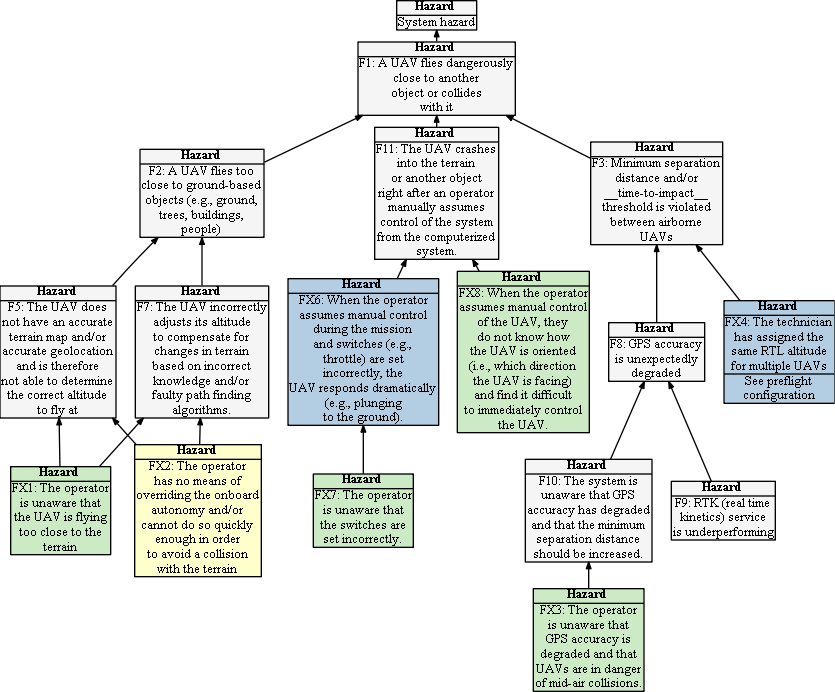 Hazard
System hazard
Hazard
F1: A UAV flies dangerously
close to another
object or collides
with it
Hazard
F2: A UAV flies too
close to ground-based
objects (e.g., ground,
trees, buildings,
people)
Hazard
F11: The UAV crashes
into the terrain
or another object
right after an operator
manually assumes
control of the system
from the computerized
system.
Hazard
F3: Minimum separation
distance and/or
__time-to-impact__
threshold is violated
between airborne
UAVs
Hazard
F5: The UAV does
not have an accurate
terrain map and/or
accurate geolocation
and is therefore
not able to determine
the correct altitude
to fly at
Hazard
F7: The UAV incorrectly
adjusts its altitude
to compensate for
changes in terrain
based on incorrect
knowledge and/or
faulty path finding
algorithms.
Hazard
FX6: When the operator
assumes manual control
during the mission
and switches (e.g.,
throttle) are set
incorrectly, the
UAV responds dramatically
(e.g., plunging
to the ground).
Hazard
FX8: When the operator
assumes manual control
of the UAV, they
do not know how
the UAV is oriented
(i.e., which direction
the UAV is facing)
and find it difficult
to immediately control
the UAV.
Hazard
F8: GPS accuracy
is unexpectedly
degraded
Hazard
FX4: The technician
has assigned the
same RTL altitude
for multiple UAVs
See preflight
configuration
Hazard
FX1: The operator
is unaware that
the UAV is flying
too close to the
terrain
Hazard
FX2: The operator
has no means of
overriding the onboard
autonomy and/or
cannot do so quickly
enough in order
to avoid a collision
with the terrain
Hazard
FX7: The operator
is unaware that
the switches are
set incorrectly.
Hazard
F10: The system is
unaware that GPS
accuracy has degraded
and that the minimum
separation distance
should be increased.
Hazard
F9: RTK (real time
kinetics) service
is underperforming
Hazard
FX3: The operator
is unaware that
GPS accuracy is
degraded and that
UAVs are in danger
of mid-air collisions.